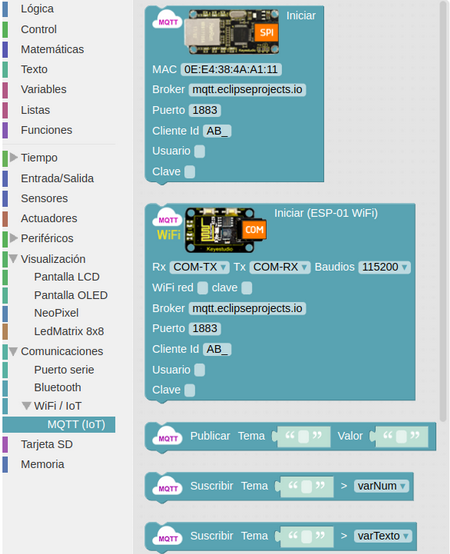 Lógica
Control
Matemáticas
Texto
Variables
Listas
Funciones
Tiempo
Entrada/Salida
Sensores
Actuadores
Periféricos
Visualización
Pantalla LCD
Pantalla OLED
NeoPixel
LedMatrix 8x8
Comunicaciones
Puerto serie
Bluetooth
WiFi / IoT
MQTT (IoT)
Tarjeta SD
Memoria
MQTT SPI Iniciar
MAC 0E:E4:38:4A:A1:11
Broker mqtt.eclipseprojects.io
Puerto 1883
Cliente Id AB_
Usuario
Clave
MQTT WiFi Keyestudio COM Iniciar (ESP-01 WiFi)
Rx COM-TX Tx COM-RX Baudios 115200
WiFi red clave
Broker mqtt.eclipseprojects.io
Puerto 1883
Cliente Id AB_
Usuario
Clave
MQTT Publicar Tema “ ” Valor “ ”
MQTT Suscribir Tema “ ” > varNum
MQTT Suscribir Tema “ ” > varTexto